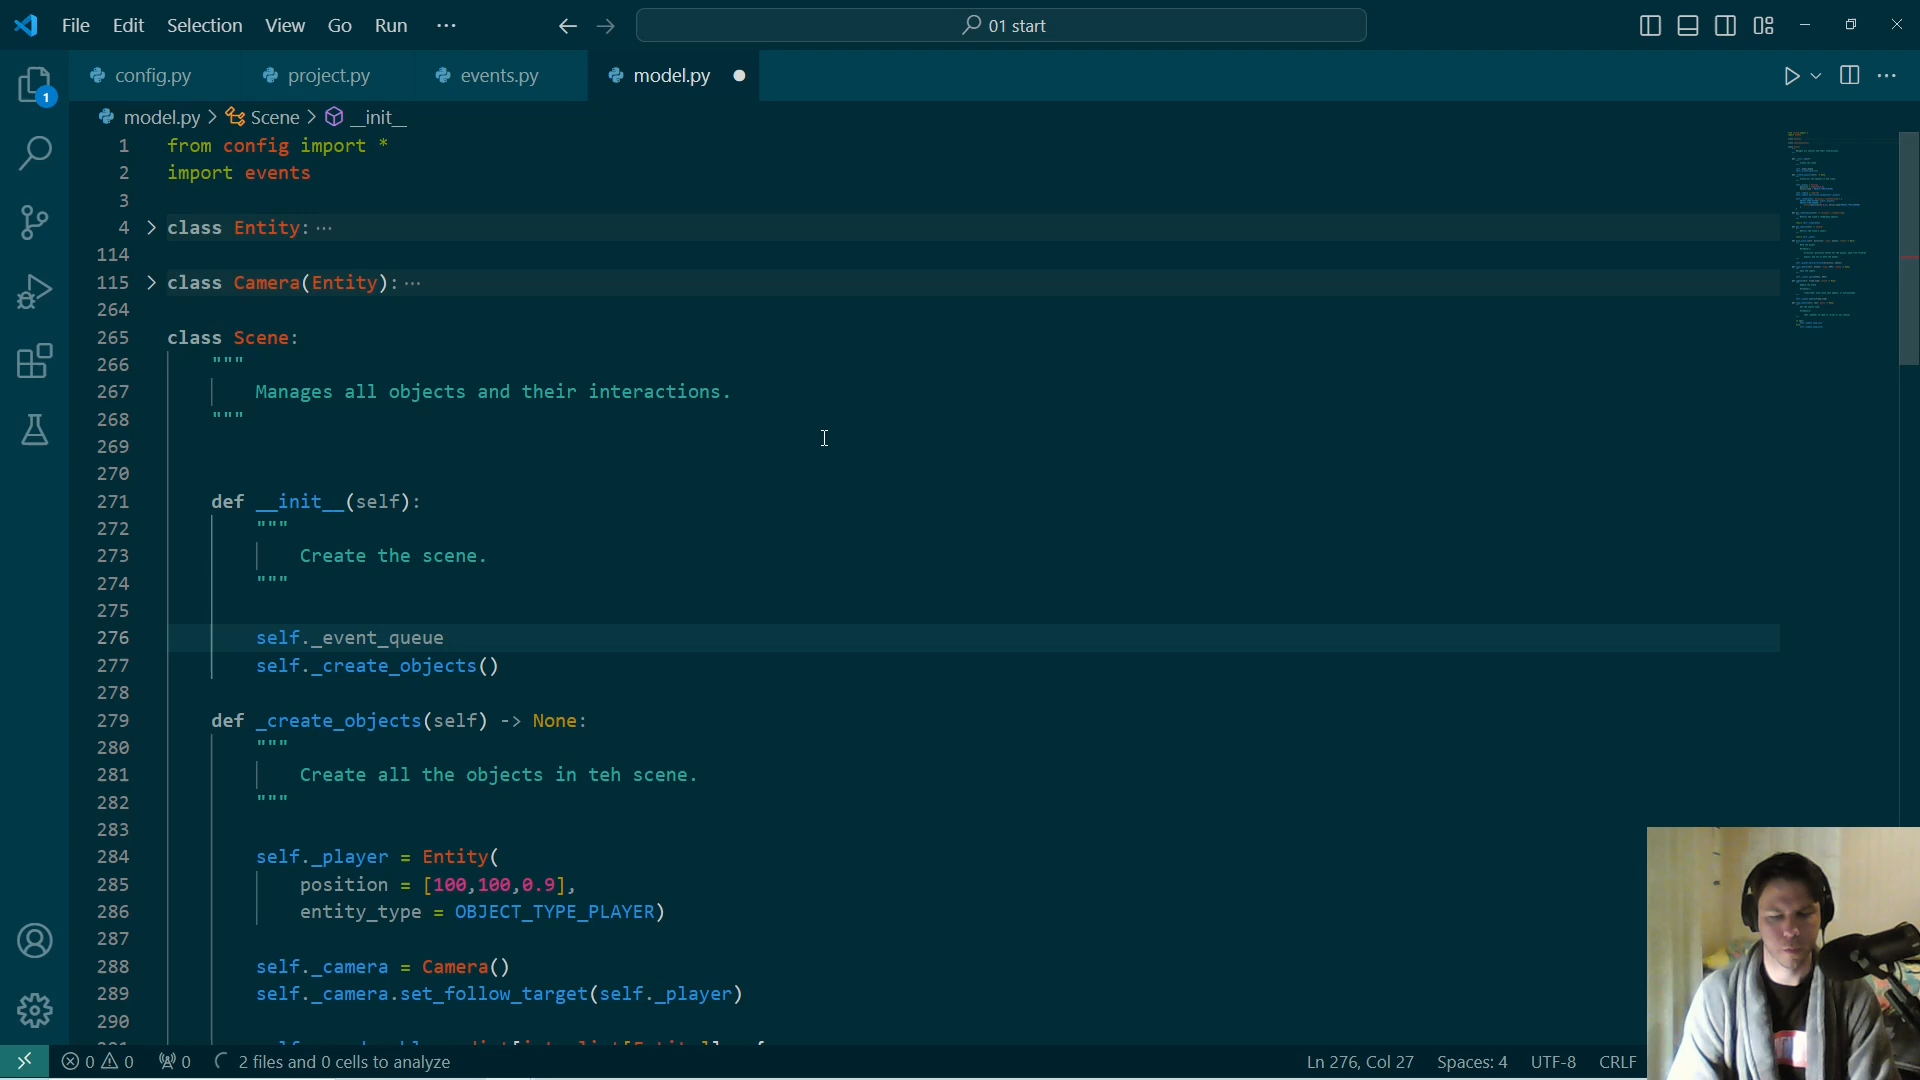 File Edit Selection View Go Run ···
01 start
config.py project.py events.py model.py
model.py > Scene > __init__
1 from config import *
2 import events
3
4 class Entity: ···
114
115 class Camera(Entity): ···
264
265 class Scene:
266 """
267 Manages all objects and their interactions.
268 """
269
270
271 def __init__(self):
272 """
273 Create the scene.
274 """
275
276 self._event_queue
277 self._create_objects()
278
279 def _create_objects(self) -> None:
280 """
281 Create all the objects in teh scene.
282 """
283
284 self._player = Entity(
285 position = [100,100,0.9],
286 entity_type = OBJECT_TYPE_PLAYER)
287
288 self._camera = Camera()
289 self._camera.set_follow_target(self._player)
290
1
0 0 0 2 files and 0 cells to analyze Ln 276, Col 27 Spaces: 4 UTF-8 CRLF